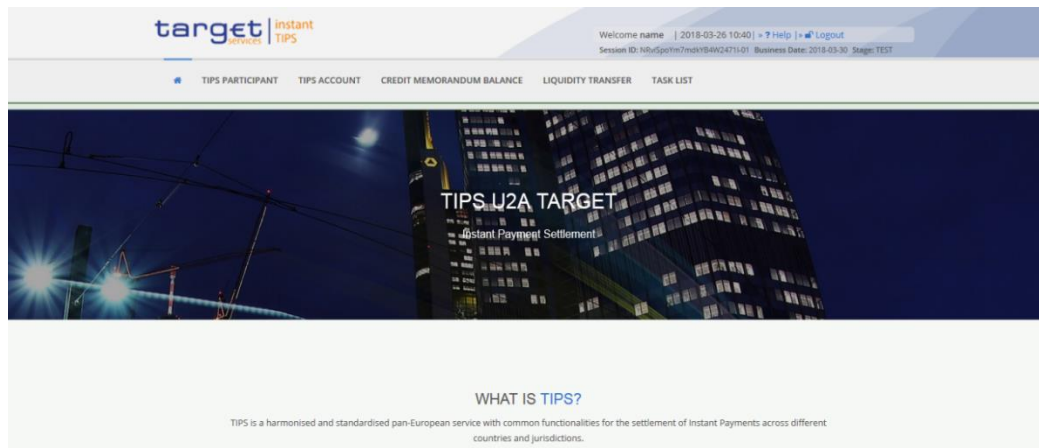 target services | instant TIPS
Welcome name | 2018-03-26 10:40| » ? Help |» Logout
Business Date: 2018-03-30 Stage: TEST
TIPS PARTICIPANT TIPS ACCOUNT CREDIT MEMORANDUM BALANCE LIQUIDITY TRANSFER TASK LIST
TIPS U2A TARGET
Instant Payment Settlement
WHAT IS TIPS?
TIPS is a harmonised and standardised pan-European service with common functionalities for the settlement of Instant Payments across different
countries and jurisdictions.